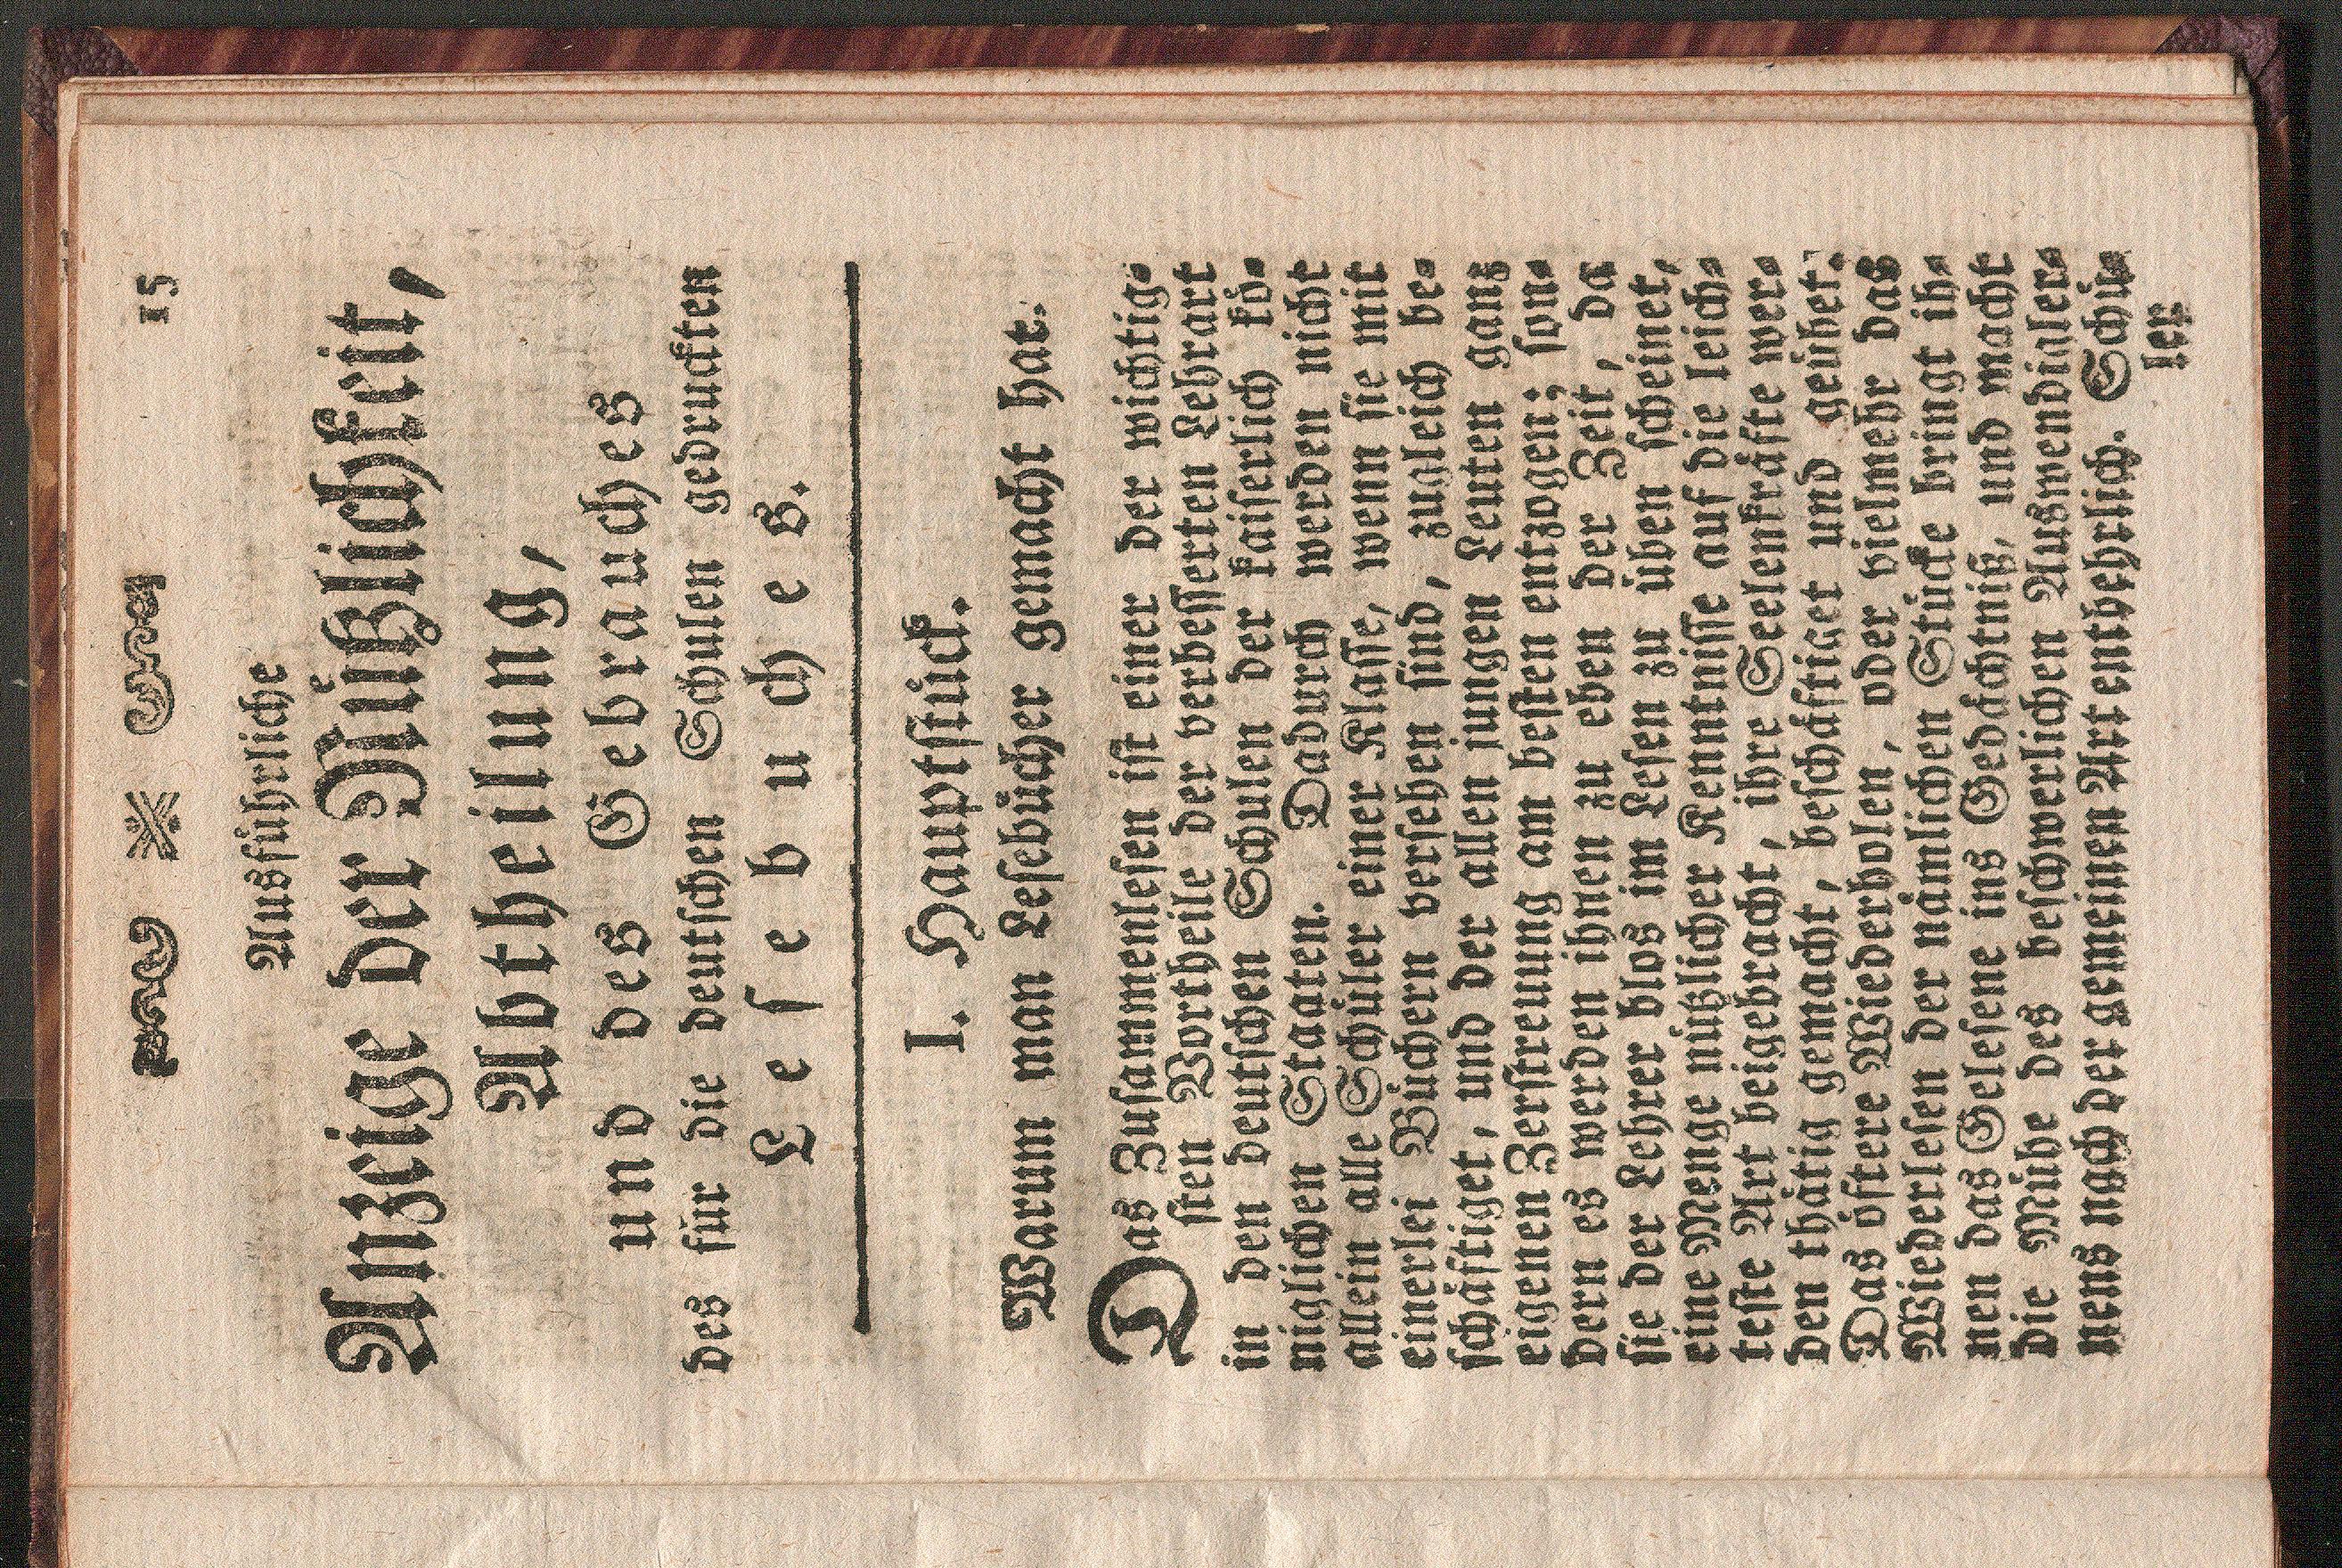 15
Ausführliche
Anzeige der Nüßlichkeit,
Abtheilung,
und des Gebrauches
des für die deutschen Schulen gedruckten
Lesebuches.
I. Hauptstück.
Warum man Lesebücher gemacht hat.
Das Zusammenlesen ist einer der wichtig-
sten Vortheile der verbesserten Lehrart
in den deutschen Schulen der kaiserlich kö-
niglichen Staaten. Dadurch werden nicht
allein alle Schüler einer Klasse, wenn sie mit
einerlei Büchern versehen sind, zugleich be-
schäftiget, und der allen jungen Leuten ganz
eigenen Zerstreuung am besten entzogen; son-
dern es werden ihnen zu eben der Zeit, da
sie der Lehrer blos im Lesen zu üben scheinet,
eine Menge nüßlicher Kenntnisse auf die leich-
teste Art beigebracht, ihre Seelenkräfte wer-
den thätig gemacht, beschäftiget und geübet.
Das öftere Wiederholen, oder vielmehr das
Wiederlesen der nämlichen Stücke bringt ih-
nen das Gelesene ins Gedächtniß, und macht
die Mühe des beschwerlichen Auswendialer-
nens nach der gemeinen Art entbehrlich. Schü-
ler